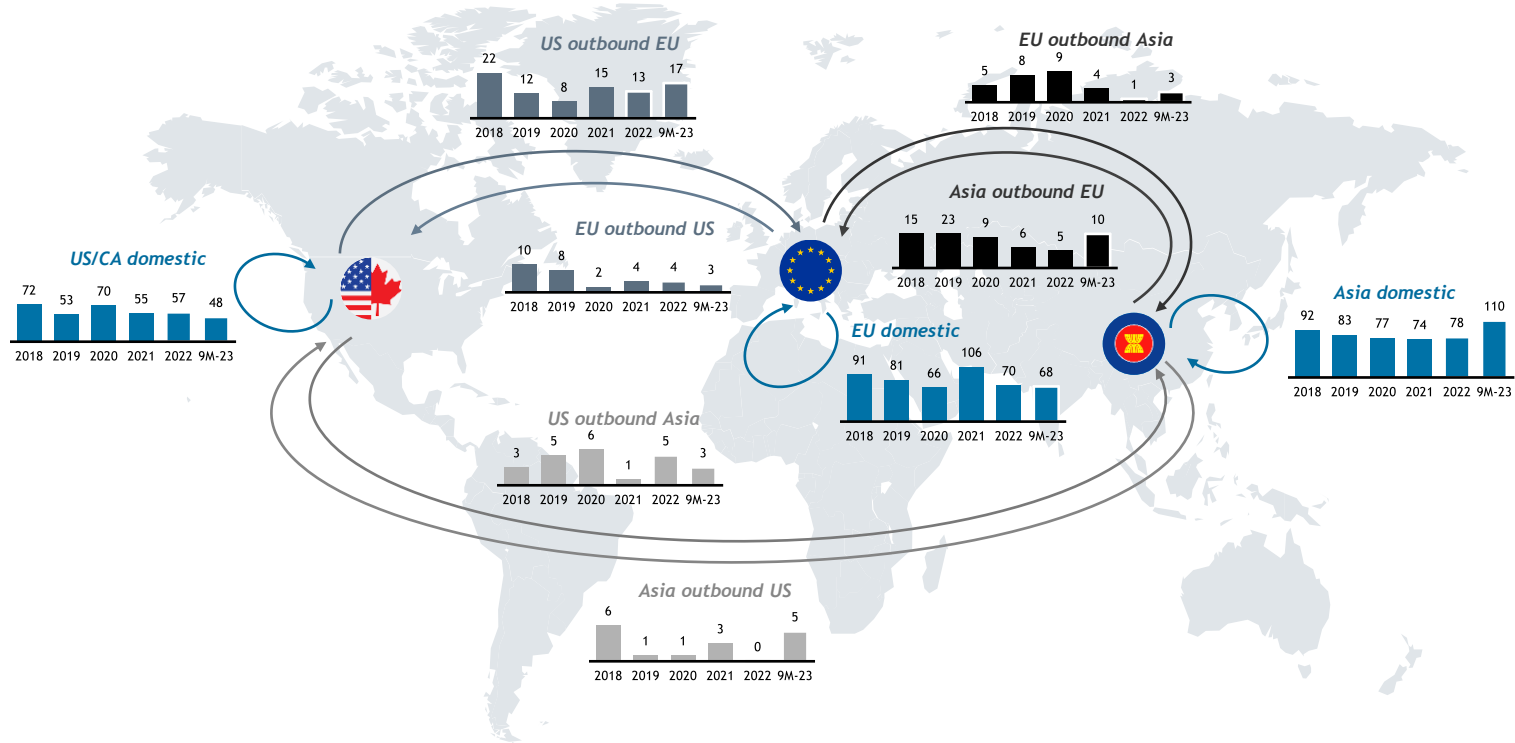 US outbound EU
22 12 8 15 13 17
2018 2019 2020 2021 2022 9M-23
EU outbound Asia
5 8 9 4 1 3
2018 2019 2020 2021 2022 9M-23
Asia outbound EU
15 23 9 6 5 10
2018 2019 2020 2021 2022 9M-23
EU outbound US
10 8 2 4 4 3
2018 2019 2020 2021 2022 9M-23
US/CA domestic
72 53 70 55 57 48
2018 2019 2020 2021 2022 9M-23
Asia domestic
92 83 77 74 78 110
2018 2019 2020 2021 2022 9M-23
EU domestic
91 81 66 106 70 68
2018 2019 2020 2021 2022 9M-23
US outbound Asia
3 5 6 1 5 3
2018 2019 2020 2021 2022 9M-23
Asia outbound US
6 1 1 3 0 5
2018 2019 2020 2021 2022 9M-23